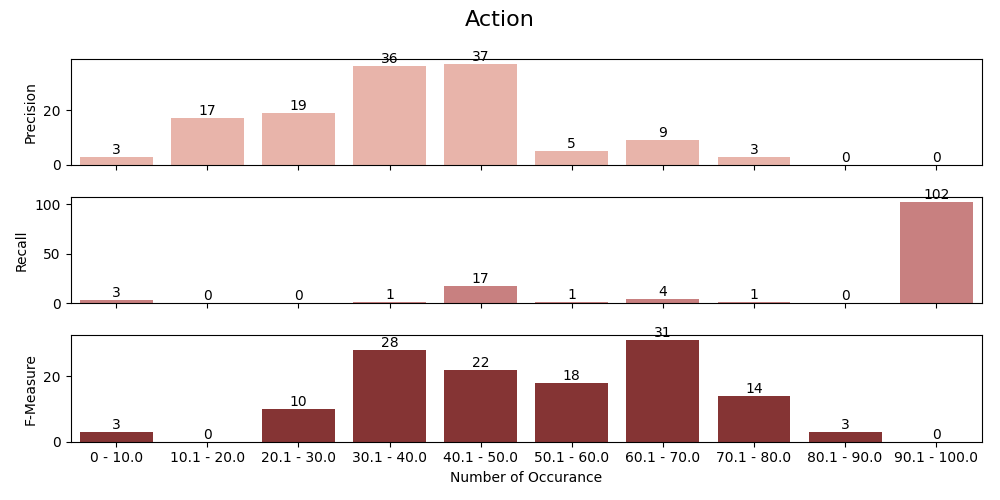 Action
Precision
20
0
3 17 19 36 37 5 9 3 0 0
Recall
100
50
0
3 0 0 1 17 1 4 1 0 102
F-Measure
20
0
3 0 10 28 22 18 31 14 3 0
0 - 10.0 10.1 - 20.0 20.1 - 30.0 30.1 - 40.0 40.1 - 50.0 50.1 - 60.0 60.1 - 70.0 70.1 - 80.0 80.1 - 90.0 90.1 - 100.0
Number of Occurance